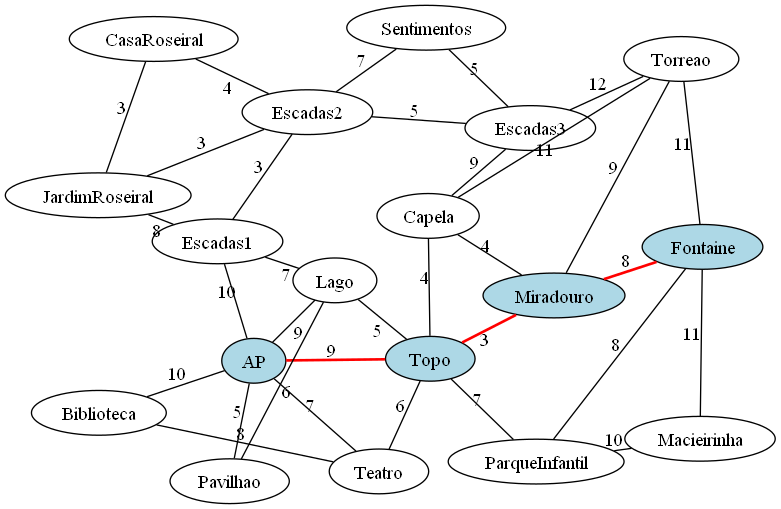 Sentimentos
CasaRoseiral
Torreao
7
5
4
12
Escadas2
5
3
Escadas3
3
11
11
3
9
9
JardimRoseiral
Capela
8
Escadas1
4
Fontaine
8
7
Lago
4
10
Miradouro
5
9
3
11
8
9
AP
Topo
10
6
7
6
7
Biblioteca
5
8
10
Macieirinha
ParqueInfantil
Teatro
Pavilhao